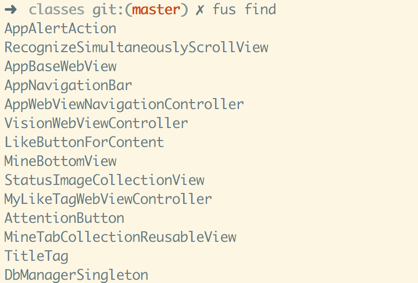 ➜ classes git:(master) ✗ fus find
AppAlertAction
RecognizeSimultaneouslyScrollView
AppBaseWebView
AppNavigationBar
AppWebViewNavigationController
VisionWebViewController
LikeButtonForContent
MineBottomView
StatusImageCollectionView
MyLikeTagWebViewController
AttentionButton
MineTabCollectionReusableView
TitleTag
DbManagerSingleton